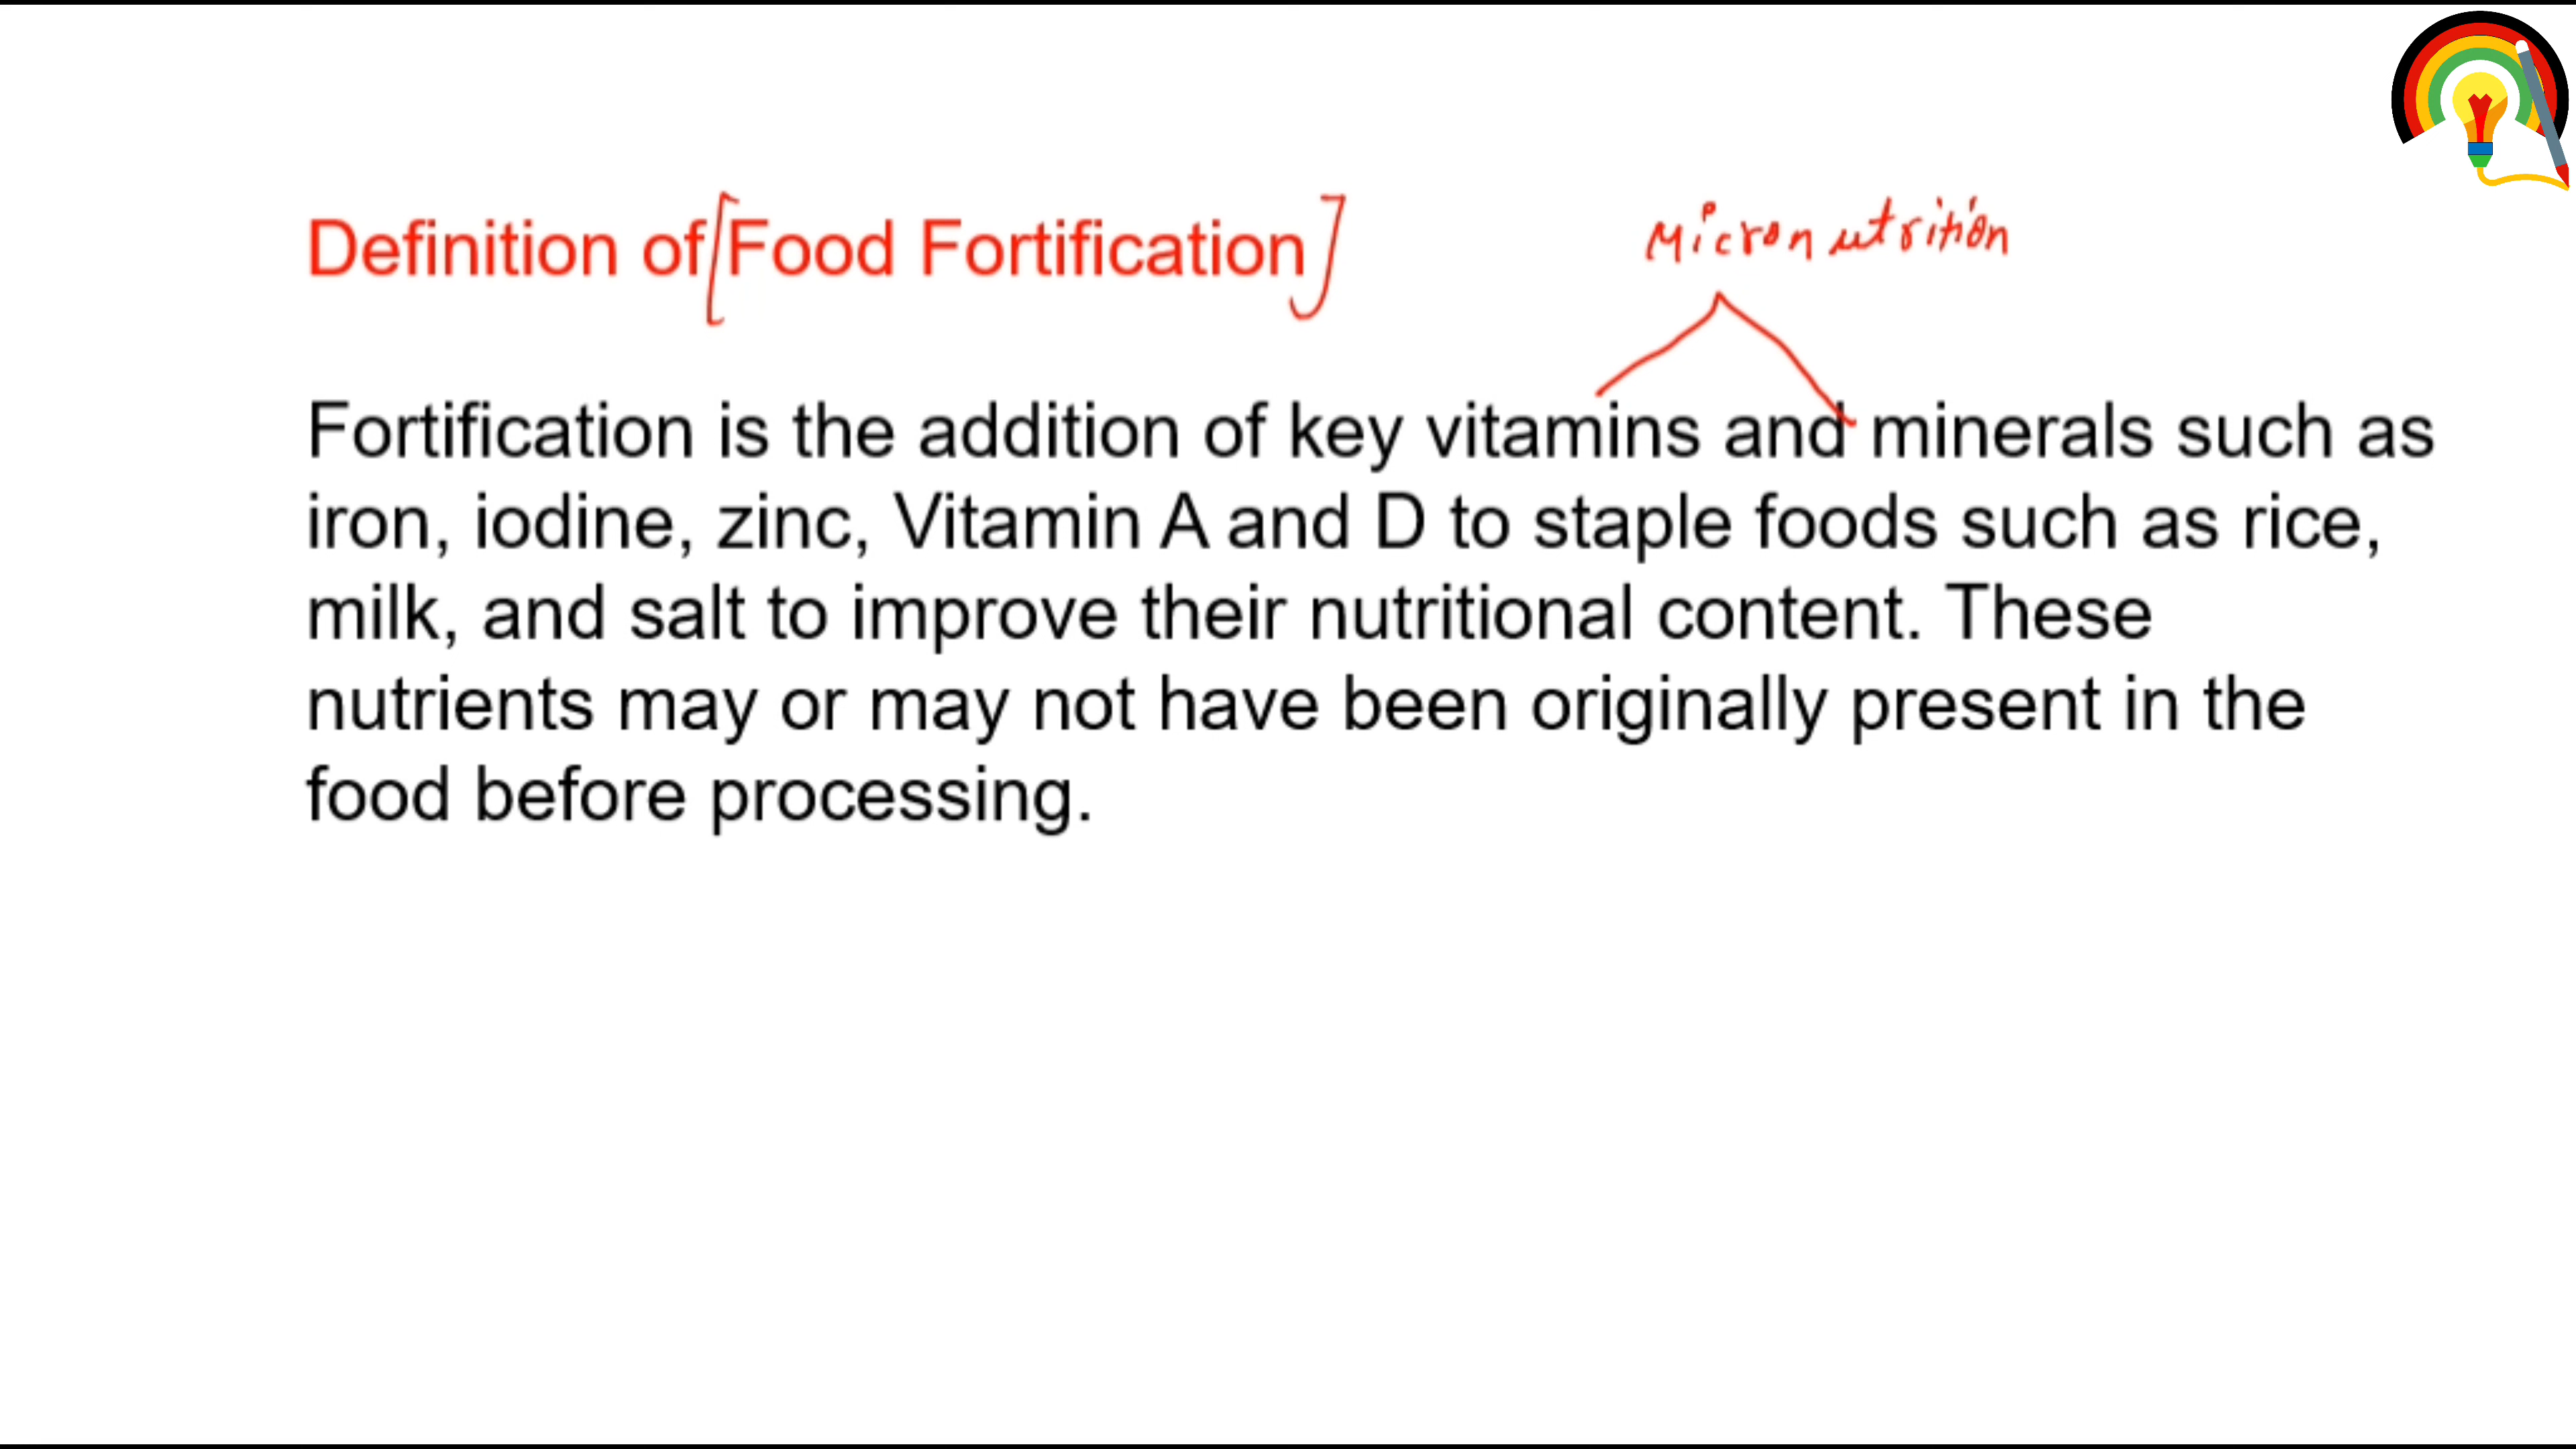 Definition of [Food Fortification]
Micronutrition
Fortification is the addition of key vitamins and minerals such as
iron, iodine, zinc, Vitamin A and D to staple foods such as rice,
milk, and salt to improve their nutritional content. These
nutrients may or may not have been originally present in the
food before processing.